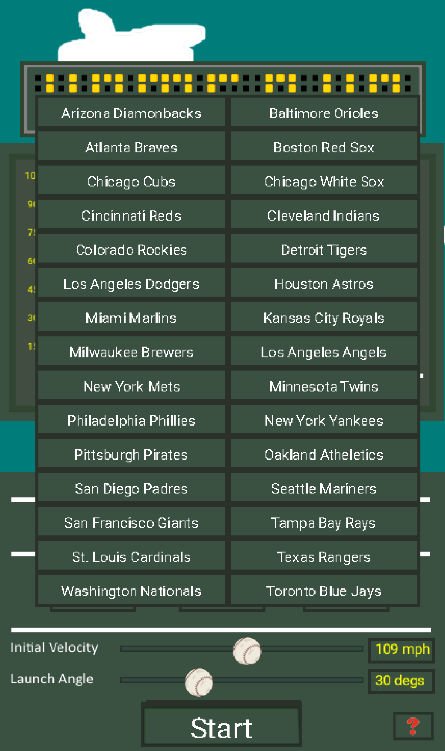 Arizona Diamonbacks Baltimore Orioles
Atlanta Braves Boston Red Sox
Chicago Cubs Chicago White Sox
Cincinnati Reds Cleveland Indians
Colorado Rockies Detroit Tigers
Los Angeles Dodgers Houston Astros
Miami Marlins Kansas City Royals
Milwaukee Brewers Los Angeles Angels
New York Mets Minnesota Twins
Philadelphia Phillies New York Yankees
Pittsburgh Pirates Oakland Atheletics
San Diego Padres Seattle Mariners
San Francisco Giants Tampa Bay Rays
St. Louis Cardinals Texas Rangers
Washington Nationals Toronto Blue Jays
Initial Velocity 109 mph
Launch Angle 30 degs
Start ?